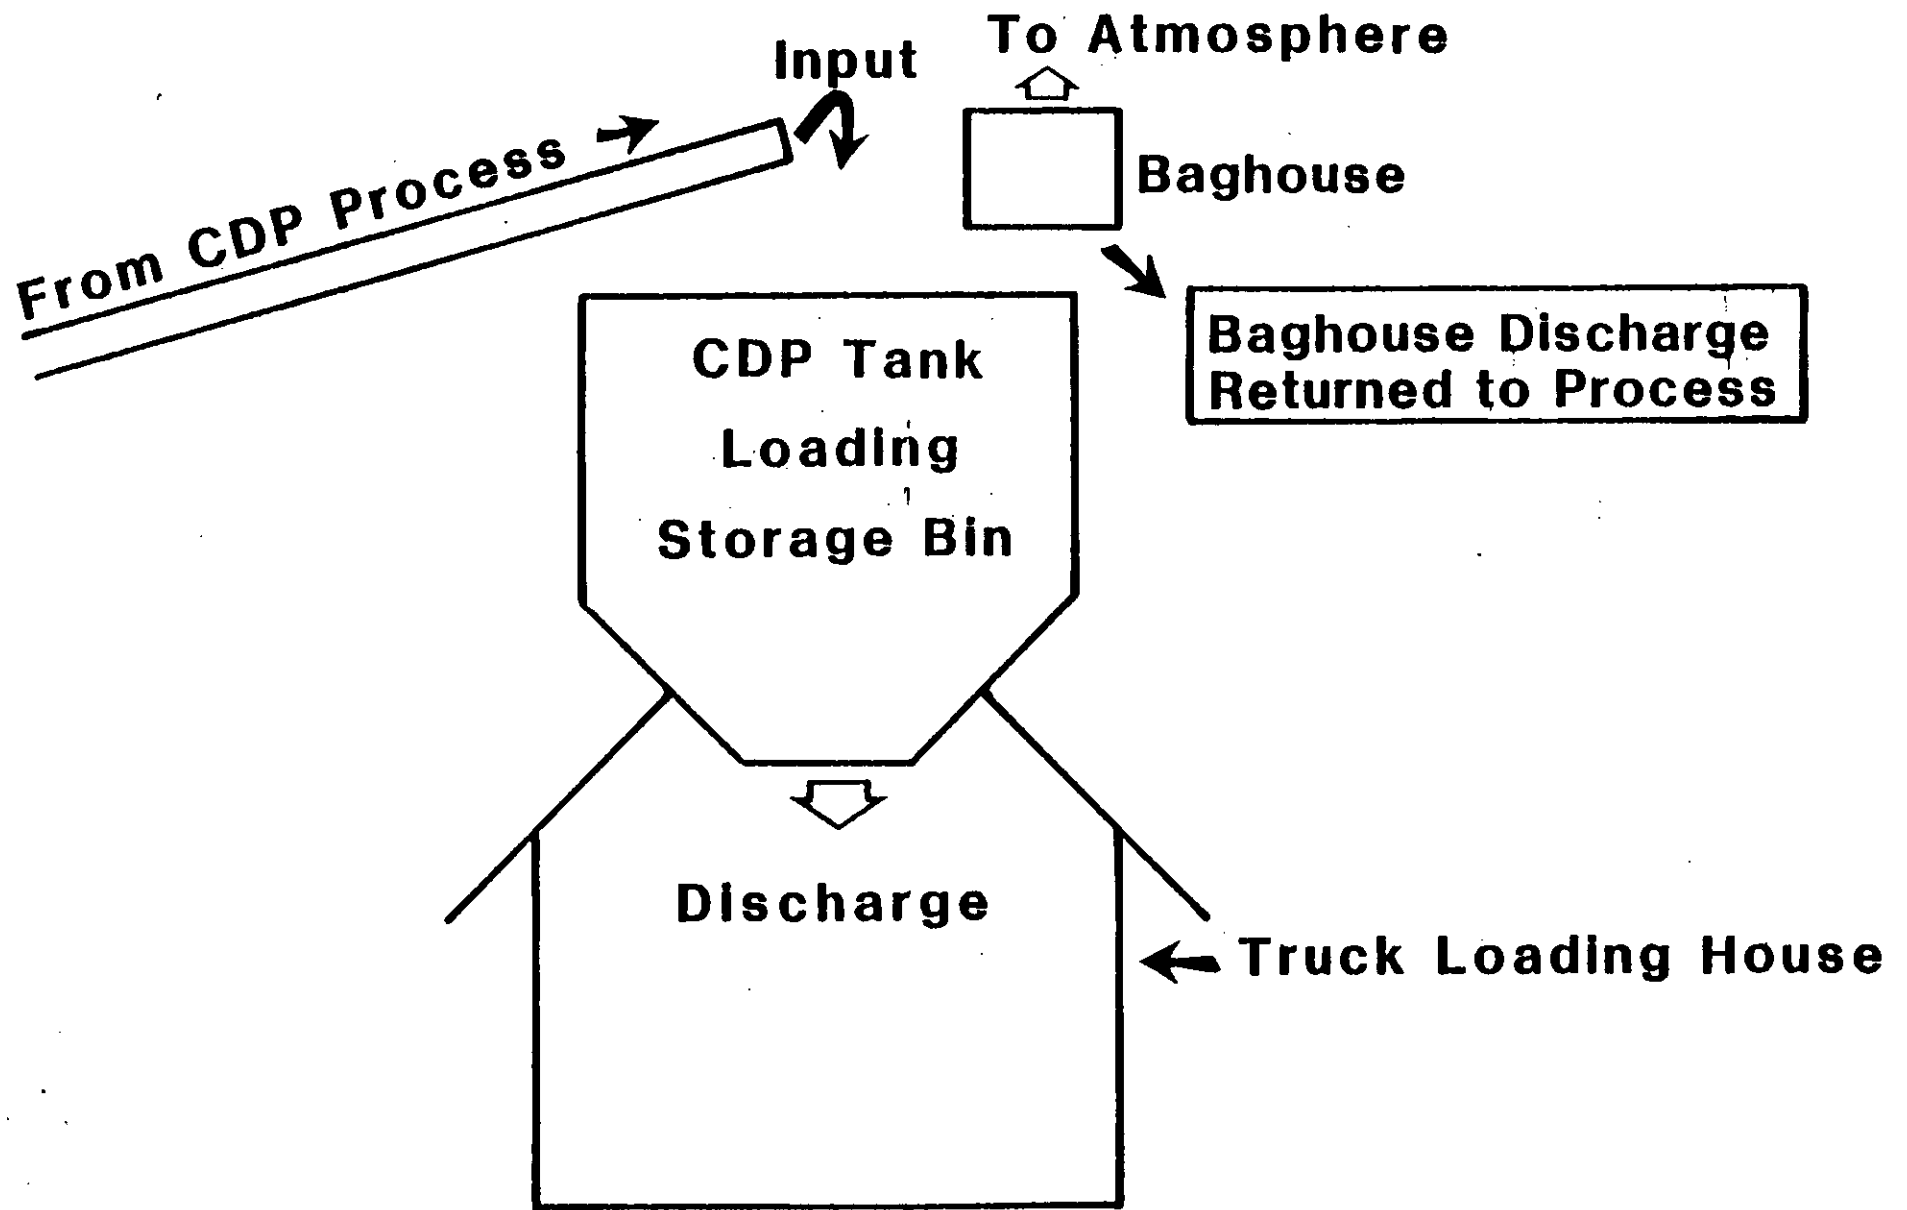 To Atmosphere
Input
From CDP Process
Baghouse
Baghouse Discharge
Returned to Process
CDP Tank
Loading
Storage Bin
Discharge
Truck Loading House